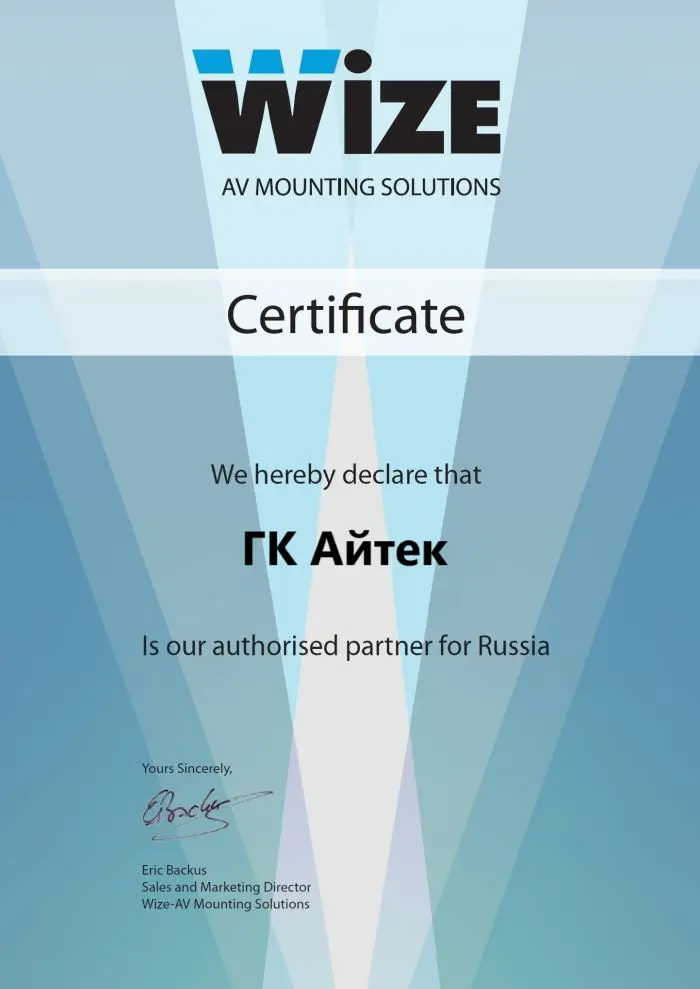 WiZE
AV MOUNTING SOLUTIONS
Certificate
We hereby declare that
ГК Айтек
Is our authorised partner for Russia
Yours Sincerely,
EBackus
Eric Backus
Sales and Marketing Director
Wize-AV Mounting Solutions